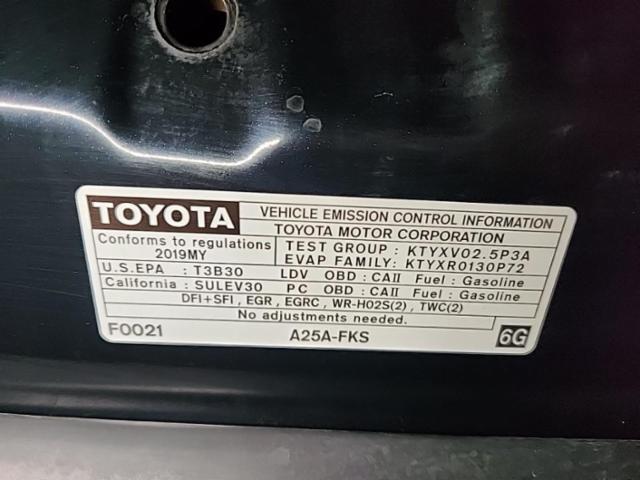 TOYOTA
VEHICLE EMISSION CONTROL INFORMATION
TOYOTA MOTOR CORPORATION
Conforms to regulations
2019MY
TEST GROUP : KTYXV02.5P3A
EVAP FAMILY: KTYXR0130P72
U.S.EPA : T3B30 LDV OBD : CAII Fuel : Gasoline
California : SULEV30 PC OBD : CAII Fuel : Gasoline
DFI+SFI , EGR , EGRC , WR-HO2S(2) , TWC(2)
No adjustments needed.
F0021 A25A-FKS 6G